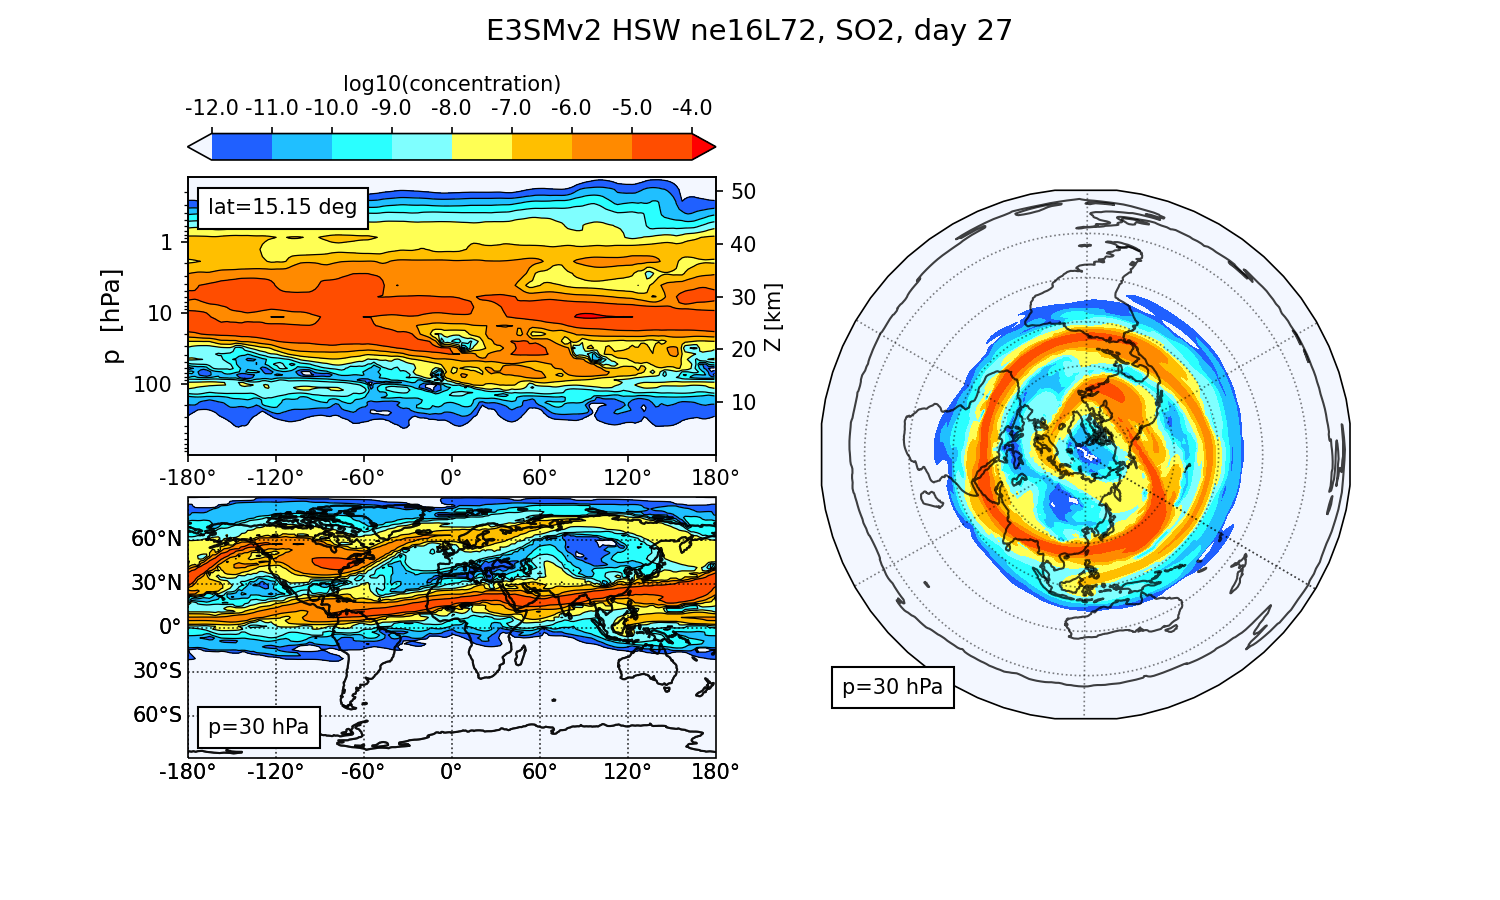 E3SMv2 HSW ne16L72, SO2, day 27
log10(concentration)
-12.0 -11.0 -10.0 -9.0 -8.0 -7.0 -6.0 -5.0 -4.0
lat=15.15 deg
p [hPa]
1
10
100
Z [km]
50
40
30
20
10
-180° -120° -60° 0° 60° 120° 180°
60°N
30°N
0°
30°S
60°S
p=30 hPa
-180° -120° -60° 0° 60° 120° 180°
p=30 hPa